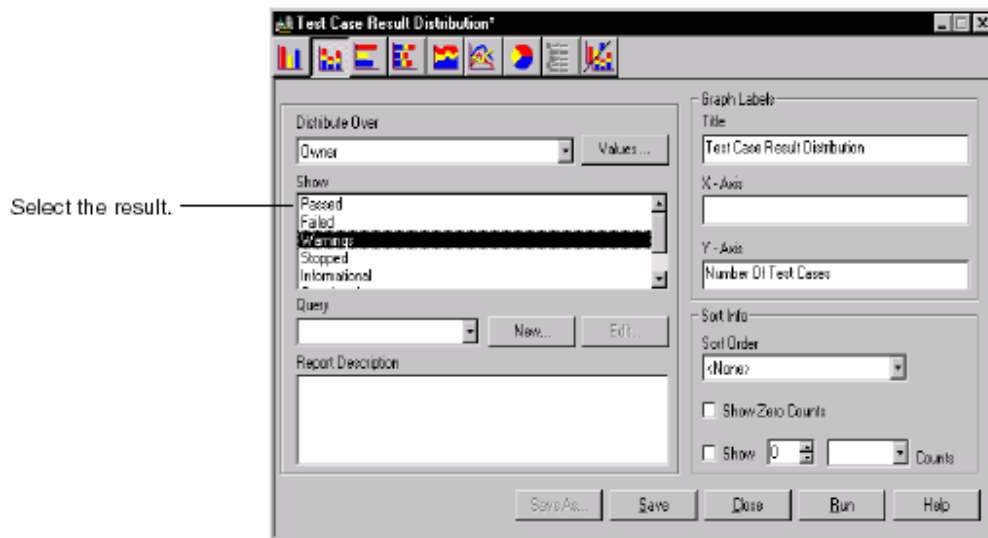 Test Case Result Distribution*
Distribute Over
Owner
Values...
Show
Select the result.
Passed
Failed
Warnings
Stopped
Informational
Query
New...
Edit...
Report Description
Graph Labels
Title
Test Case Result Distribution
X - Axis
Y - Axis
Number Of Test Cases
Sort Info
Sort Order
<None>
Show Zero Counts
Show 0 Counts
Save As...
Save
Close
Run
Help